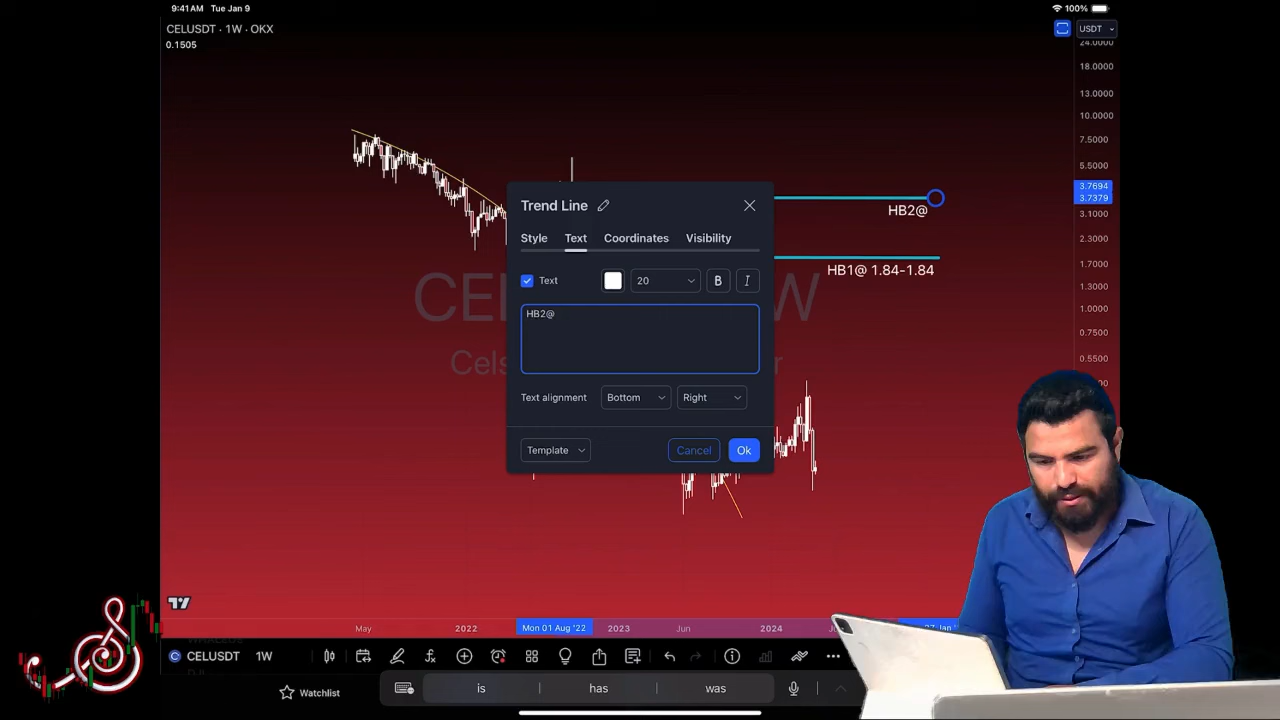 9:41 AM Tue Jan 9
100%
CELUSDT · 1W · OKX
0.1505
USDT
24.0000
18.0000
13.0000
10.0000
7.5000
5.5000
3.7694
3.7379
3.1000
2.3000
1.7000
1.3000
1.0000
0.7500
0.5500
HB2@
HB1@ 1.84-1.84
Trend Line
Style Text Coordinates Visibility
Text 20 B I
HB2@
Text alignment Bottom Right
Template Cancel Ok
May 2022 Mon 01 Aug '22 2023 Jun 2024
CELUSDT 1W
Watchlist
is has was